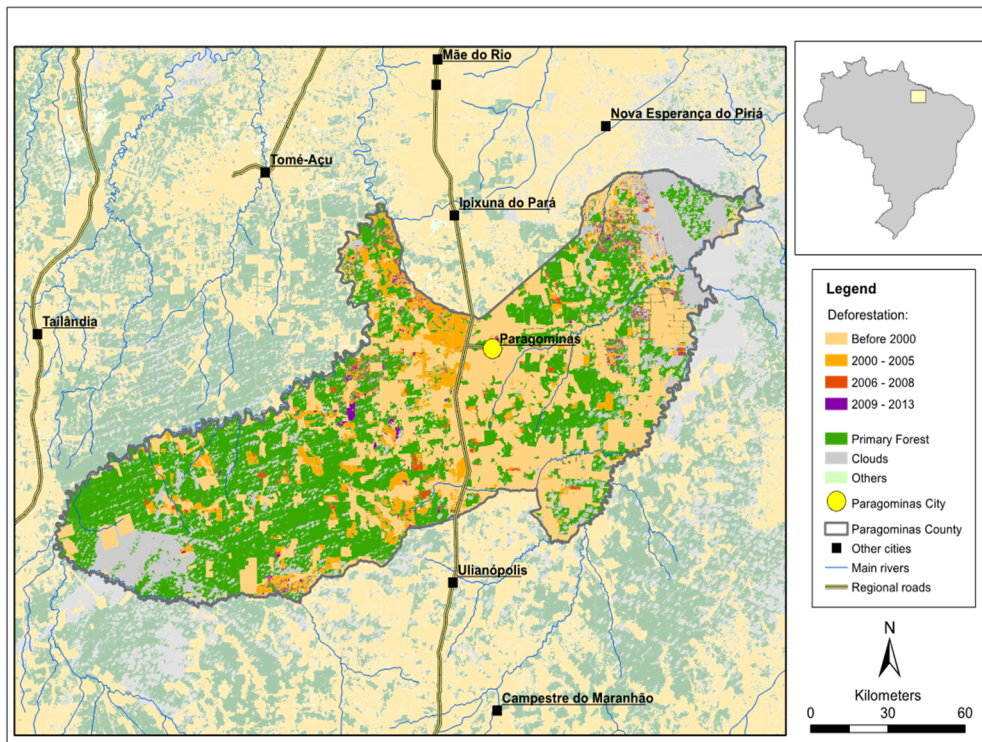 Mãe do Rio
Nova Esperança do Piriá
Tomé-Açu
Ipixuna do Pará
Tailândia
Paragominas
Ulianópolis
Campestre do Maranhão
Legend
Deforestation:
Before 2000
2000 - 2005
2006 - 2008
2009 - 2013
Primary Forest
Clouds
Others
Paragominas City
Paragominas County
Other cities
Main rivers
Regional roads
N
Kilometers
0 30 60